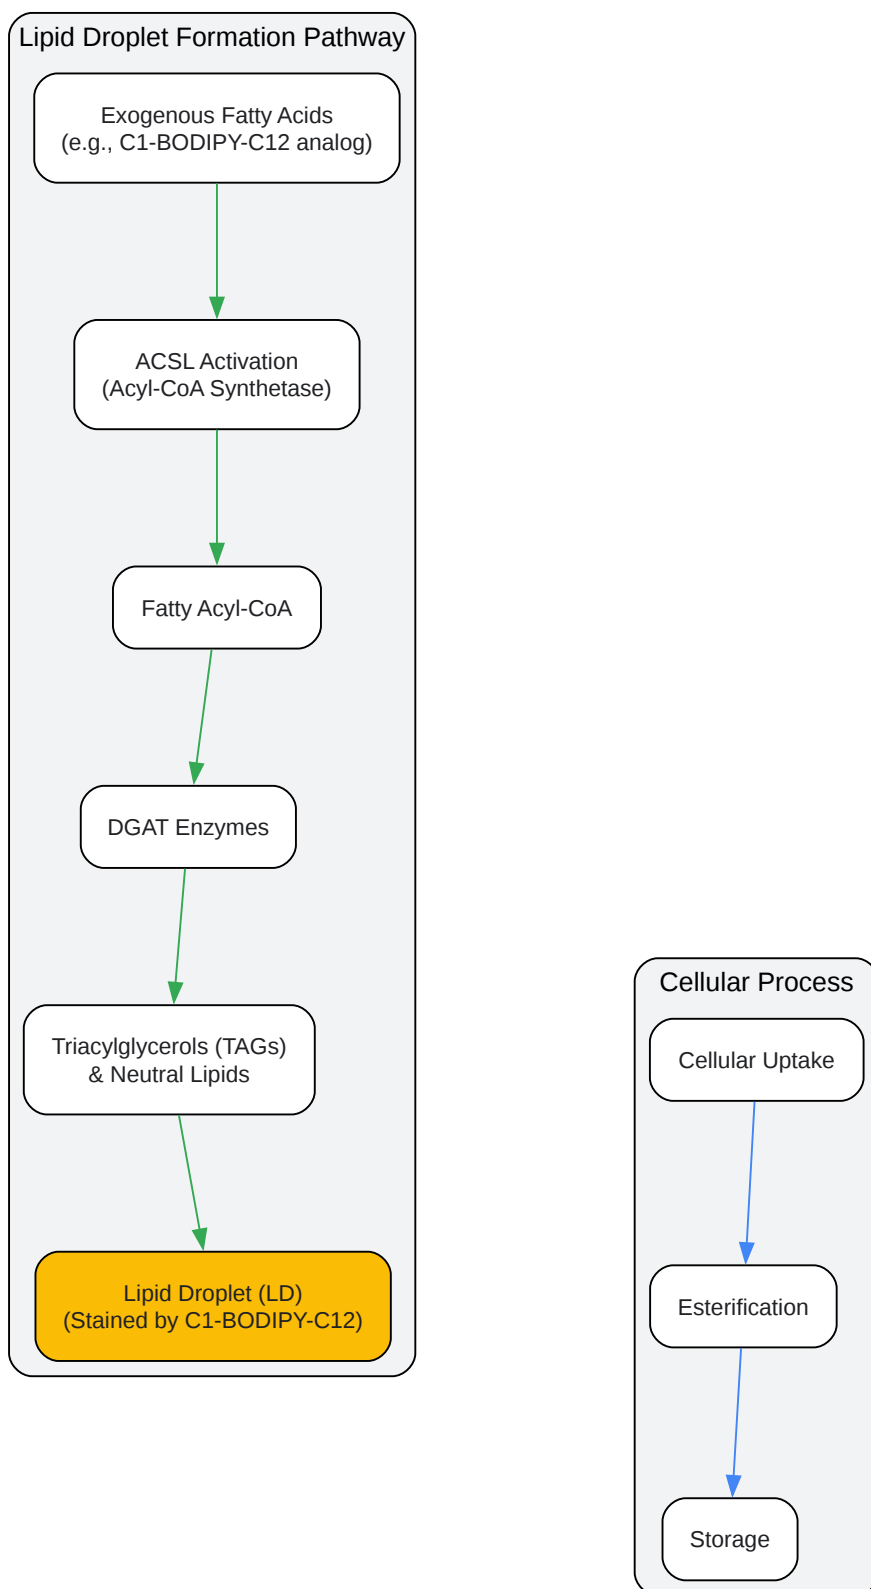 Lipid Droplet Formation Pathway
Exogenous Fatty Acids
(e.g., C1-BODIPY-C12 analog)
ACSL Activation
(Acyl-CoA Synthetase)
Fatty Acyl-CoA
DGAT Enzymes
Triacylglycerols (TAGs)
& Neutral Lipids
Lipid Droplet (LD)
(Stained by C1-BODIPY-C12)
Cellular Process
Cellular Uptake
Esterification
Storage